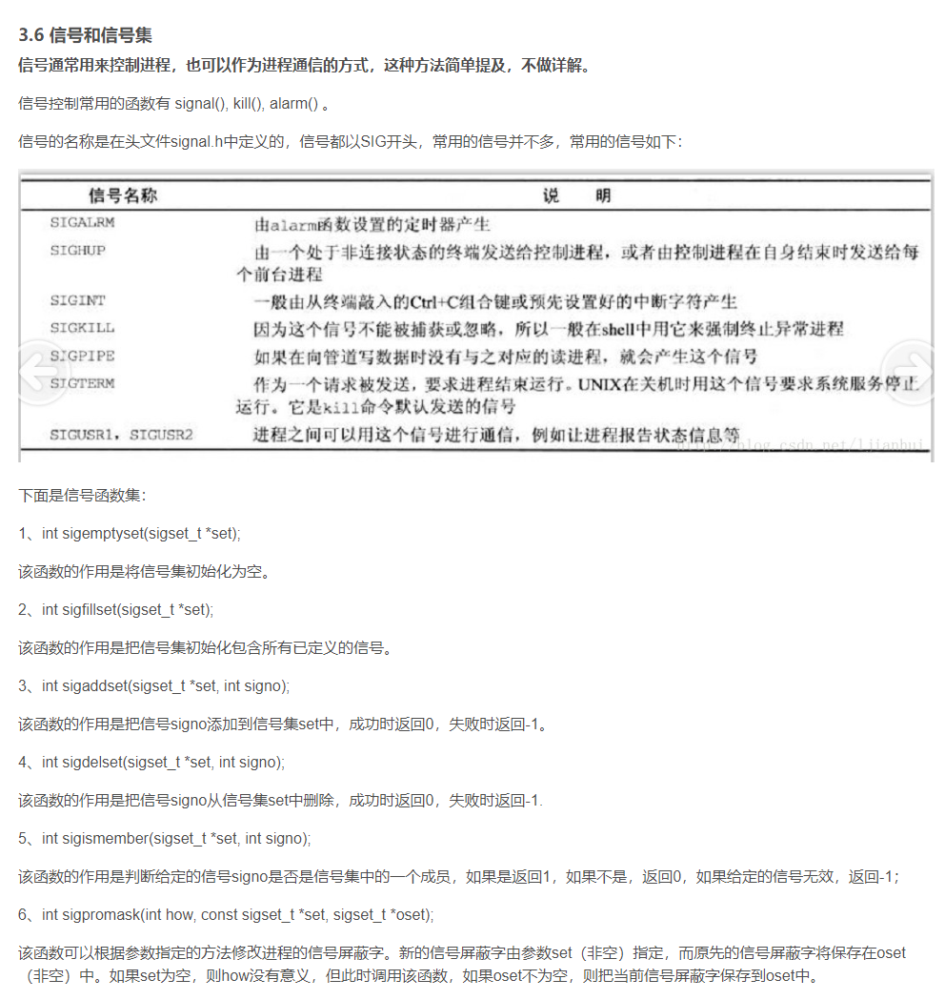 3.6 信号和信号集
信号通常用来控制进程，也可以作为进程通信的方式，这种方法简单提及，不做详解。
信号控制常用的函数有 signal(), kill(), alarm() 。
信号的名称是在头文件signal.h中定义的，信号都以SIG开头，常用的信号并不多，常用的信号如下：
信号名称 说 明
SIGALRM 由alarm函数设置的定时器产生
SIGHUP 由一个处于非连接状态的终端发送给控制进程，或者由控制进程在自身结束时发送给每
个前台进程
SIGINT 一般由从终端敲入的Ctrl+C组合键或预先设置好的中断字符产生
SIGKILL 因为这个信号不能被捕获或忽略，所以一般在shell中用它来强制终止异常进程
SIGPIPE 如果在向管道写数据时没有与之对应的读进程，就会产生这个信号
SIGTERM 作为一个请求被发送，要求进程结束运行。UNIX在关机时用这个信号要求系统服务停止
运行。它是kill命令默认发送的信号
SIGUSR1，SIGUSR2 进程之间可以用这个信号进行通信，例如让进程报告状态信息等
下面是信号函数集：
1、int sigemptyset(sigset_t *set);
该函数的作用是将信号集初始化为空。
2、int sigfillset(sigset_t *set);
该函数的作用是把信号集初始化包含所有已定义的信号。
3、int sigaddset(sigset_t *set, int signo);
该函数的作用是把信号signo添加到信号集set中，成功时返回0，失败时返回-1。
4、int sigdelset(sigset_t *set, int signo);
该函数的作用是把信号signo从信号集set中删除，成功时返回0，失败时返回-1.
5、int sigismember(sigset_t *set, int signo);
该函数的作用是判断给定的信号signo是否是信号集中的一个成员，如果是返回1，如果不是，返回0，如果给定的信号无效，返回-1；
6、int sigpromask(int how, const sigset_t *set, sigset_t *oset);
该函数可以根据参数指定的方法修改进程的信号屏蔽字。新的信号屏蔽字由参数set（非空）指定，而原先的信号屏蔽字将保存在oset
（非空）中。如果set为空，则how没有意义，但此时调用该函数，如果oset不为空，则把当前信号屏蔽字保存到oset中。